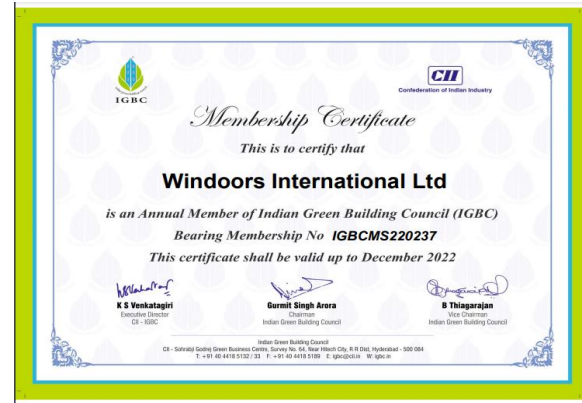 IGBC
CII
Confederation of Indian Industry
Membership Certificate
This is to certify that
Windoors International Ltd
is an Annual Member of Indian Green Building Council (IGBC)
Bearing Membership No IGBCMS220237
This certificate shall be valid up to December 2022
K S Venkatagiri
Executive Director
CII - IGBC
Gurmit Singh Arora
Chairman
Indian Green Building Council
B Thiagarajan
Vice Chairman
Indian Green Building Council
Indian Green Building Council
CII - Sohrabji Godrej Green Business Centre, Survey No. 64, Near Hitech City, R R Dist, Hyderabad - 500 084
T: +91 40 4418 5132 / 33 F: +91 40 4418 5189 E: igbc@cii.in W: igbc.in